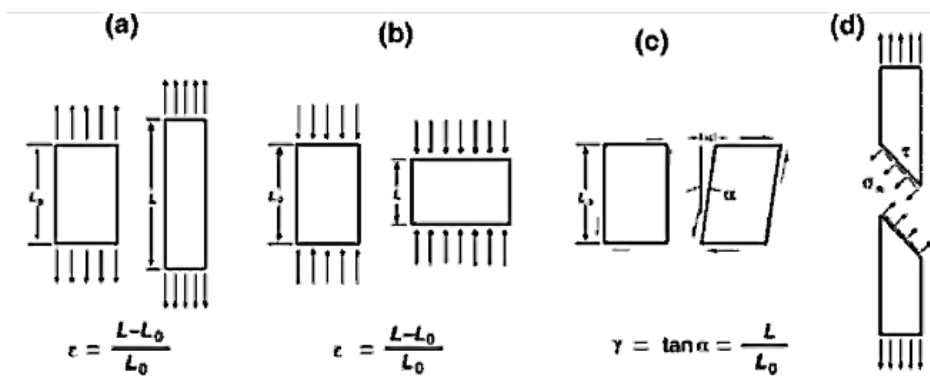 (a)
(b)
(c)
(d)
L₀
L
L₀
L
L₀
α
τ
σₙ
ε = L–L₀ / L₀
ε = L–L₀ / L₀
γ = tan α = L / L₀